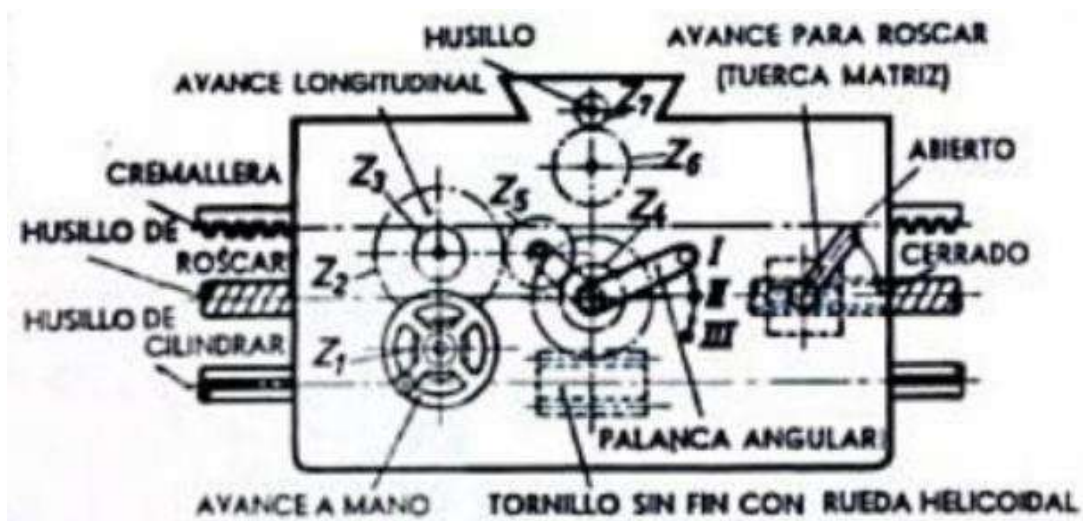 HUSILLO
AVANCE PARA ROSCAR
(TUERCA MATRIZ)
AVANCE LONGITUDINAL
Z7
ABIERTO
CREMALLERA
Z3
Z5
Z6
Z4
HUSILLO DE
ROSCAR
Z2
I
CERRADO
II
HUSILLO DE
CILINDRAR
Z1
III
PALANCA ANGULAR
AVANCE A MANO
TORNILLO SIN FIN CON RUEDA HELICOIDAL